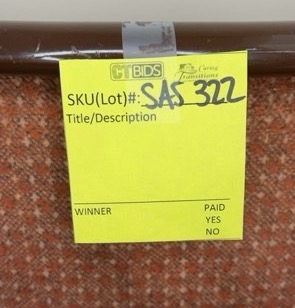 CTBIDS Caring Transitions
SKU(Lot)#: SAS 322
Title/Description
WINNER PAID
YES
NO